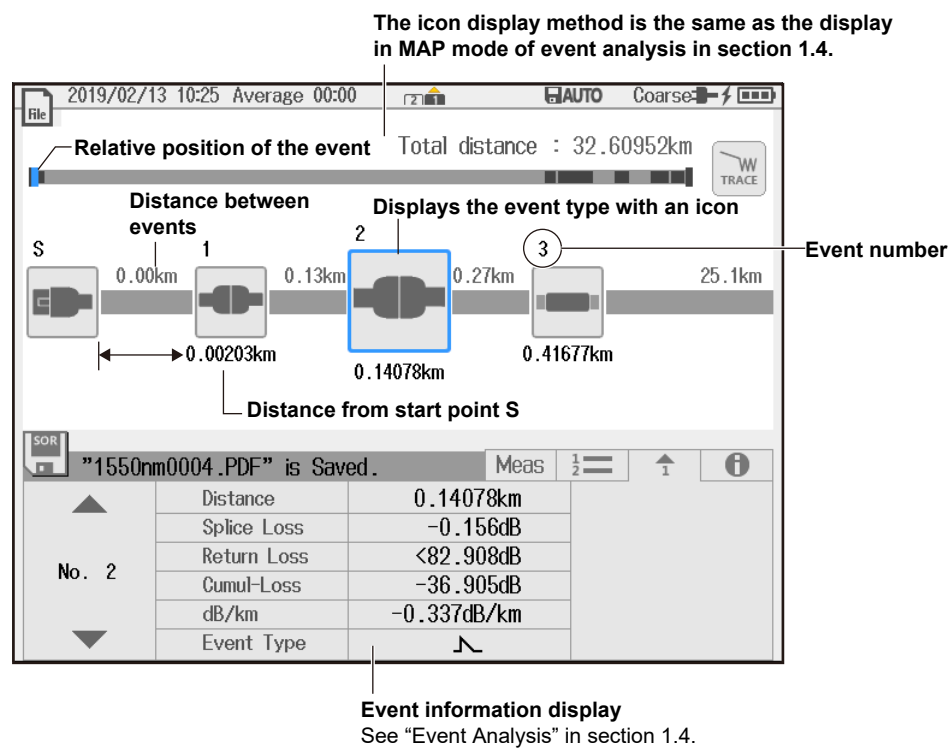 The icon display method is the same as the display
in MAP mode of event analysis in section 1.4.
File
2019/02/13 10:25 Average 00:00
2 1
AUTO
Coarse
Relative position of the event
Total distance : 32.60952km
TRACE
Distance between
events
Displays the event type with an icon
S
1
2
3
Event number
0.00km
0.13km
0.27km
25.1km
0.00203km
0.14078km
0.41677km
Distance from start point S
SOR
"1550nm0004.PDF" is Saved.
Meas
1
2
1
No. 2
Distance 0.14078km
Splice Loss -0.156dB
Return Loss <82.908dB
Cumul-Loss -36.905dB
dB/km -0.337dB/km
Event Type
Event information display
See “Event Analysis” in section 1.4.